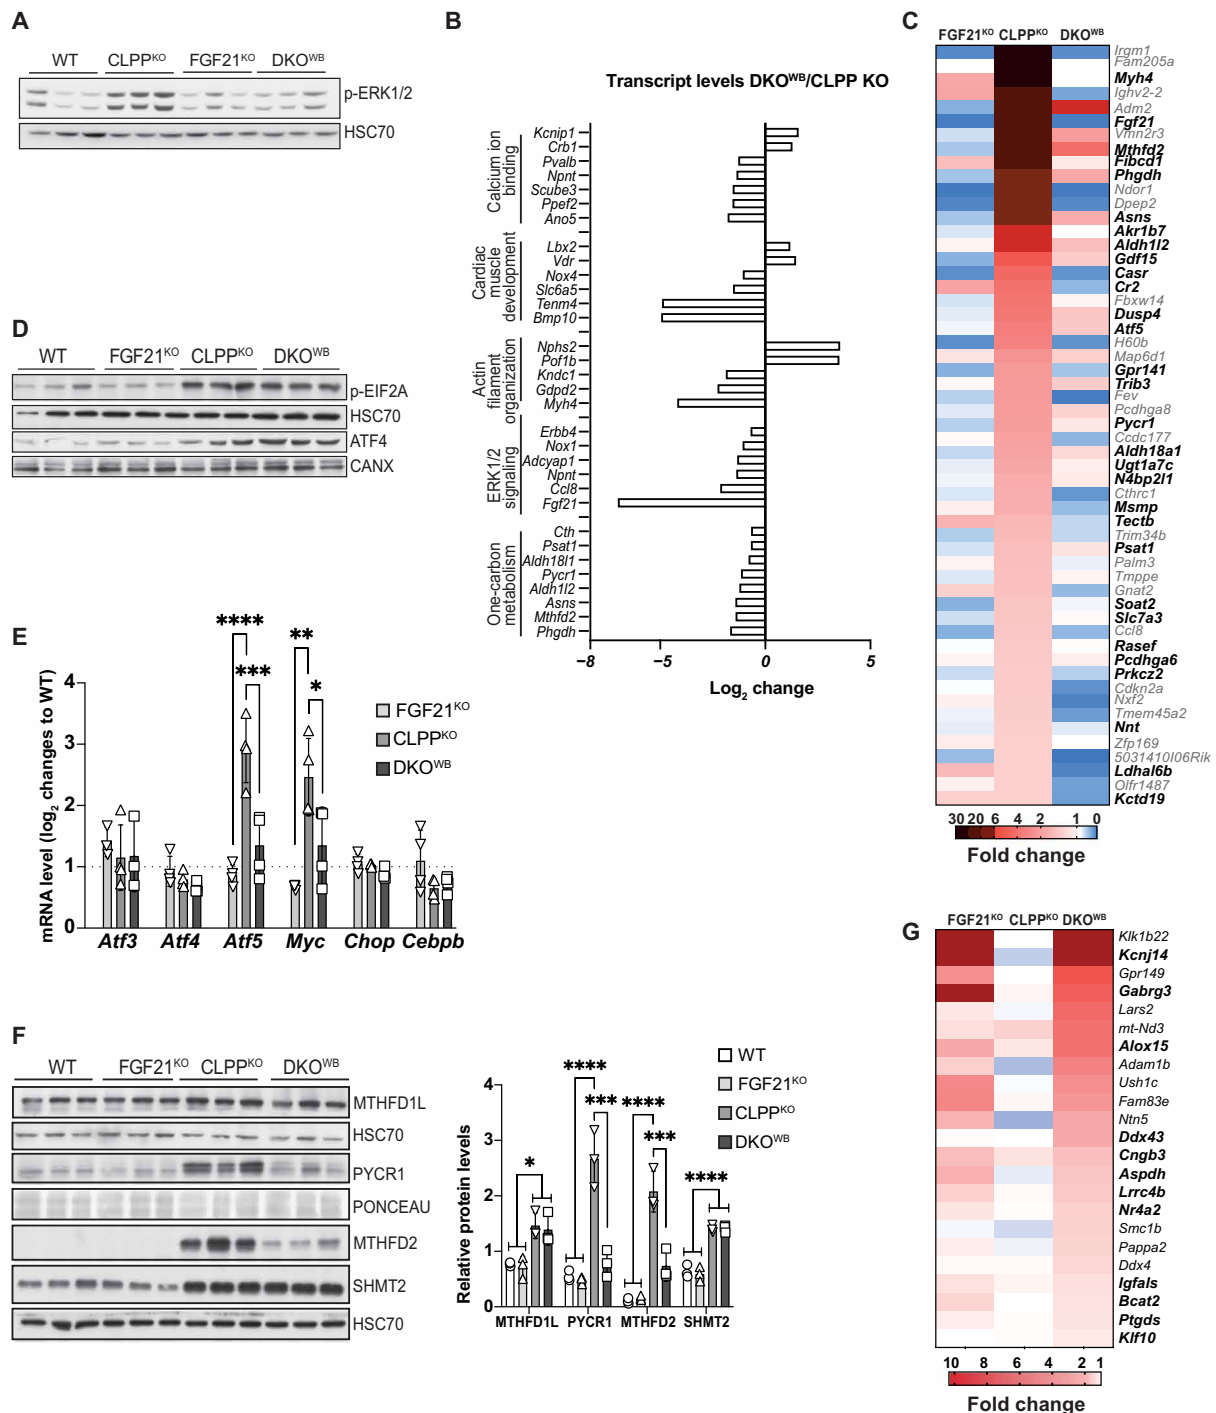 A
WT CLPPKO FGF21KO DKOWB
p-ERK1/2
HSC70
B
Transcript levels DKOWB/CLPP KO
Calcium ion binding
Kcnip1
Crb1
Pvalb
Npnt
Scube3
Ppef2
Ano5
Cardiac muscle development
Lbx2
Vdr
Nox4
Slc6a5
Tenm4
Bmp10
Actin filament organization
Nphs2
Pof1b
Kndc1
Gdpd2
Myh4
ERK1/2 signaling
Erbb4
Nox1
Adcyap1
Npnt
Ccl8
Fgf21
One-carbon metabolism
Cth
Psat1
Aldh18l1
Pycr1
Aldh1l2
Asns
Mthfd2
Phgdh
−8 −5 0 5
Log2 change
C
FGF21KO CLPPKO DKOWB
Irgm1
Fam205a
Myh4
Ighv2-2
Adm2
Fgf21
Vmn2r3
Mthfd2
Fibcd1
Phgdh
Ndor1
Dpep2
Asns
Akr1b7
Aldh1l2
Gdf15
Casr
Cr2
Fbxw14
Dusp4
Atf5
H60b
Map6d1
Gpr141
Trib3
Fev
Pcdhga8
Pycr1
Ccdc177
Aldh18a1
Ugt1a7c
N4bp2l1
Cthrc1
Msmp
Tectb
Trim34b
Psat1
Palm3
Tmppe
Gnat2
Soat2
Slc7a3
Ccl8
Rasef
Pcdhga6
Prkcz2
Cdkn2a
Nxf2
Tmem45a2
Nnt
Zfp169
5031410I06Rik
Ldhal6b
Olfr1487
Kctd19
30 20 6 4 2 1 0
Fold change
D
WT FGF21KO CLPPKO DKOWB
p-EIF2A
HSC70
ATF4
CANX
E
mRNA level (log2 changes to WT)
4
3
2
1
0
**** ***
** *
FGF21KO
CLPPKO
DKOWB
Atf3 Atf4 Atf5 Myc Chop Cebpb
F
WT FGF21KO CLPPKO DKOWB
MTHFD1L
HSC70
PYCR1
PONCEAU
MTHFD2
SHMT2
HSC70
WT
FGF21KO
CLPPKO
DKOWB
Relative protein levels
4
3
2
1
0
* **** *** **** *** ****
MTHFD1L PYCR1 MTHFD2 SHMT2
G
FGF21KO CLPPKO DKOWB
Klk1b22
Kcnj14
Gpr149
Gabrg3
Lars2
mt-Nd3
Alox15
Adam1b
Ush1c
Fam83e
Ntn5
Ddx43
Cngb3
Aspdh
Lrrc4b
Nr4a2
Smc1b
Pappa2
Ddx4
Igfals
Bcat2
Ptgds
Klf10
10 8 6 4 2 1
Fold change